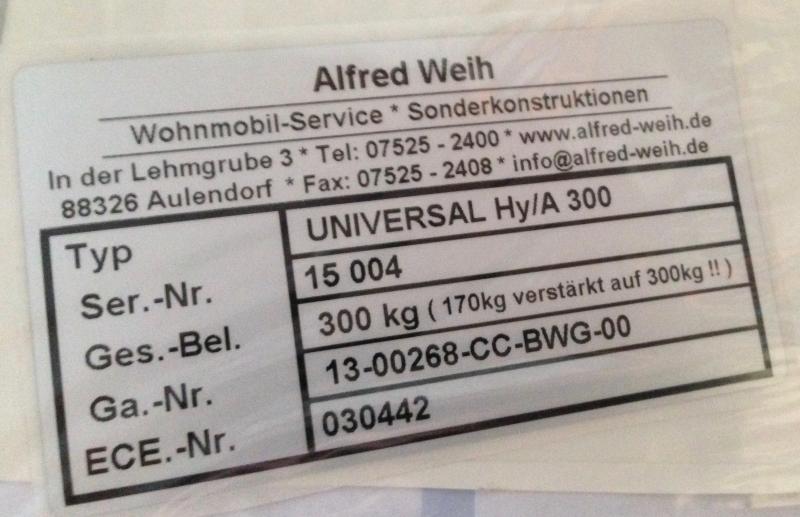 Alfred Weih
Wohnmobil-Service * Sonderkonstruktionen
In der Lehmgrube 3 * Tel: 07525 - 2400 * www.alfred-weih.de
88326 Aulendorf * Fax: 07525 - 2408 * info@alfred-weih.de
Typ UNIVERSAL Hy/A 300
Ser.-Nr. 15 004
Ges.-Bel. 300 kg ( 170kg verstärkt auf 300kg !! )
Ga.-Nr. 13-00268-CC-BWG-00
ECE.-Nr. 030442